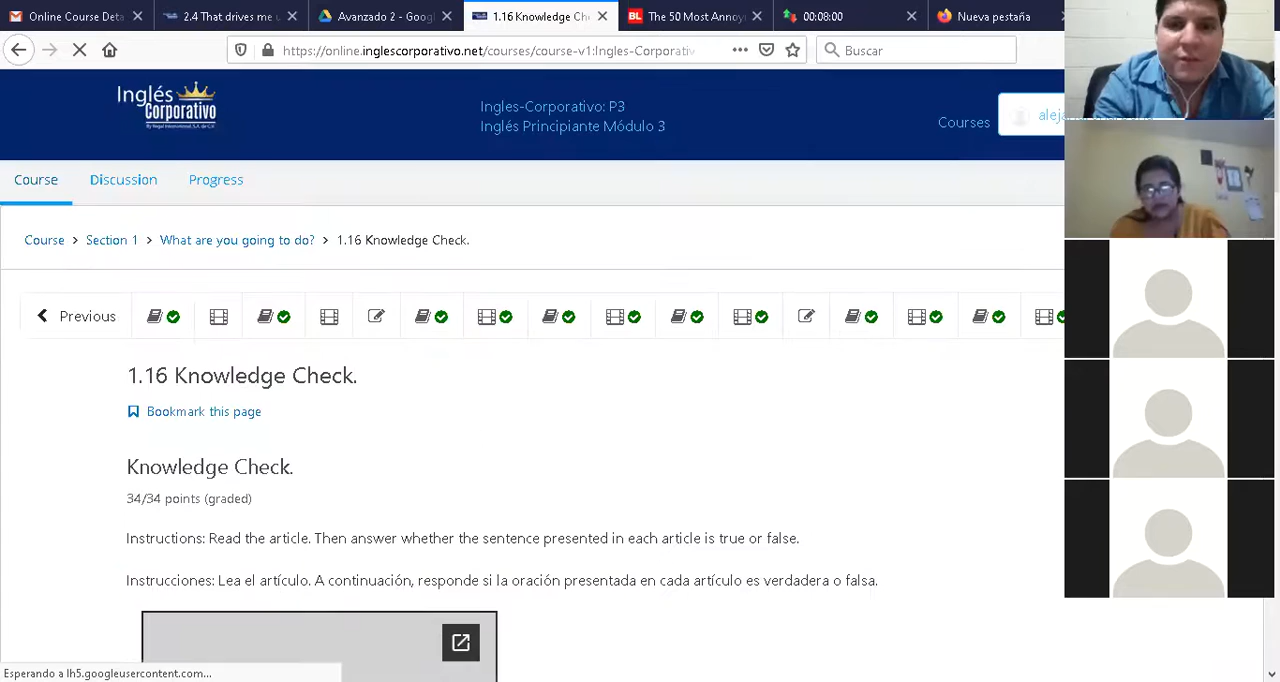 Online Course Deta
2.4 That drives me u
Avanzado 2 - Goog
1.16 Knowledge Ch
The 50 Most Annoy
00:08:00
Nueva pestaña
https://online.inglescorporativo.net/courses/course-v1:Ingles-Corporativ
Buscar
Inglés
Corporativo
Ingles-Corporativo: P3
Inglés Principiante Módulo 3
Courses
Course
Discussion
Progress
Course > Section 1 > What are you going to do? > 1.16 Knowledge Check.
Previous
1.16 Knowledge Check.
Bookmark this page
Knowledge Check.
34/34 points (graded)
Instructions: Read the article. Then answer whether the sentence presented in each article is true or false.
Instrucciones: Lea el artículo. A continuación, responde si la oración presentada en cada artículo es verdadera o falsa.
Esperando a lh5.googleusercontent.com...